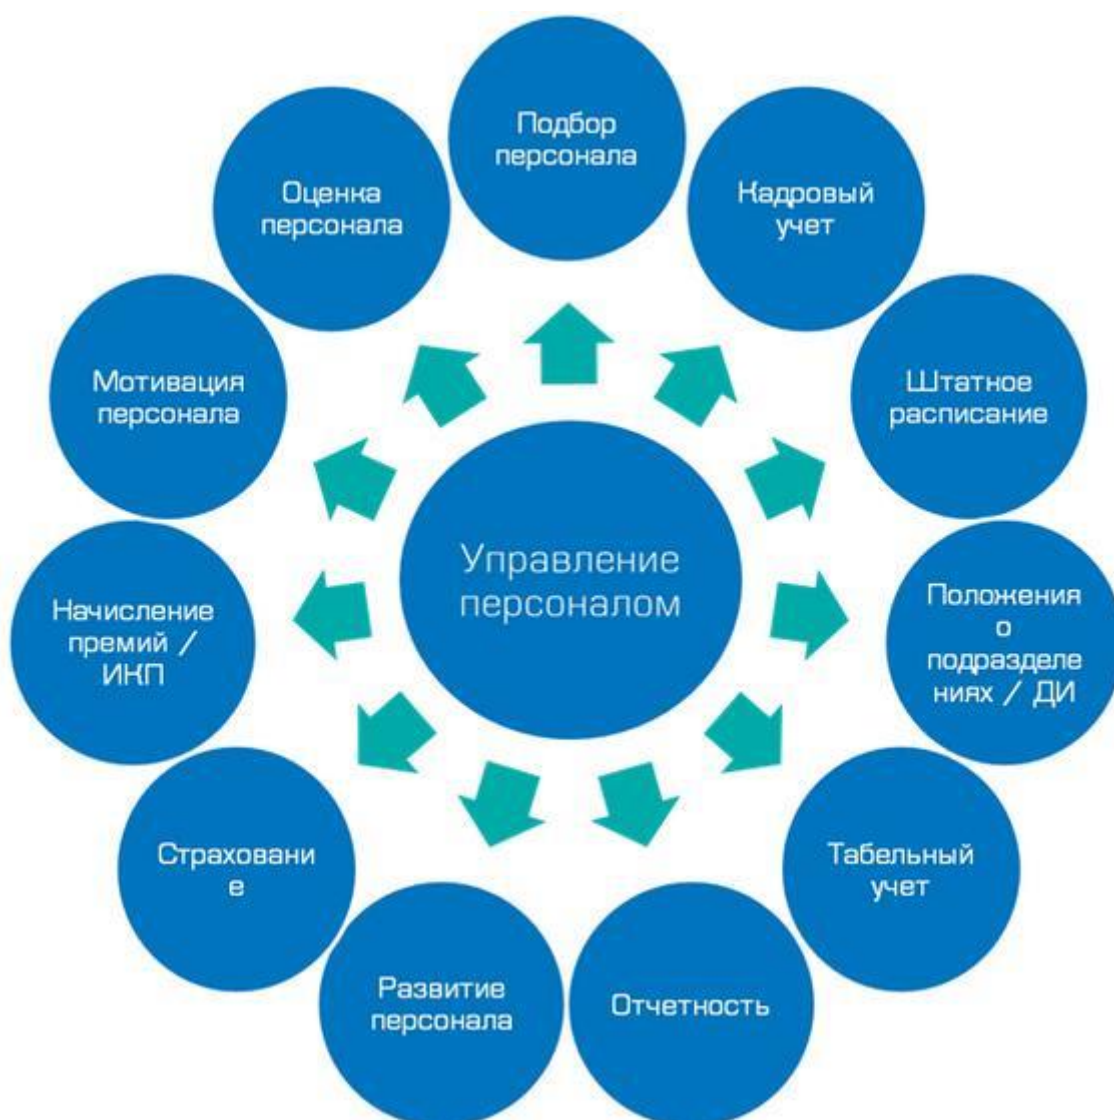 Подбор
персонала
Кадровый
учет
Штатное
расписание
Положения
о
подразделе
ниях / ДИ
Табельный
учет
Отчетность
Развитие
персонала
Страховани
е
Начисление
премий /
ИКП
Мотивация
персонала
Оценка
персонала
Управление
персоналом